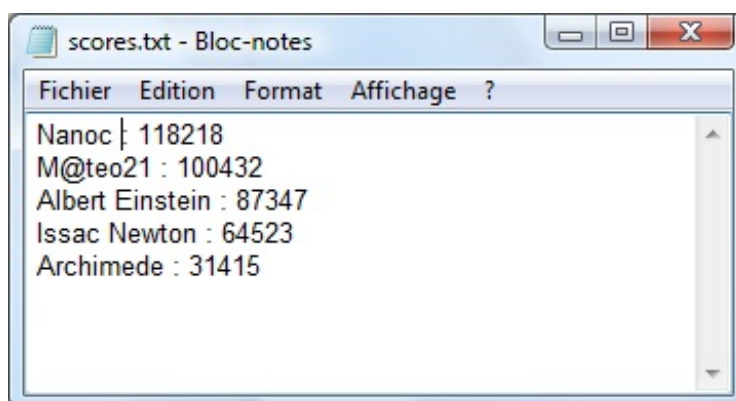 scores.txt - Bloc-notes
Fichier Edition Format Affichage ?
Nanoc : 118218
M@teo21 : 100432
Albert Einstein : 87347
Issac Newton : 64523
Archimede : 31415